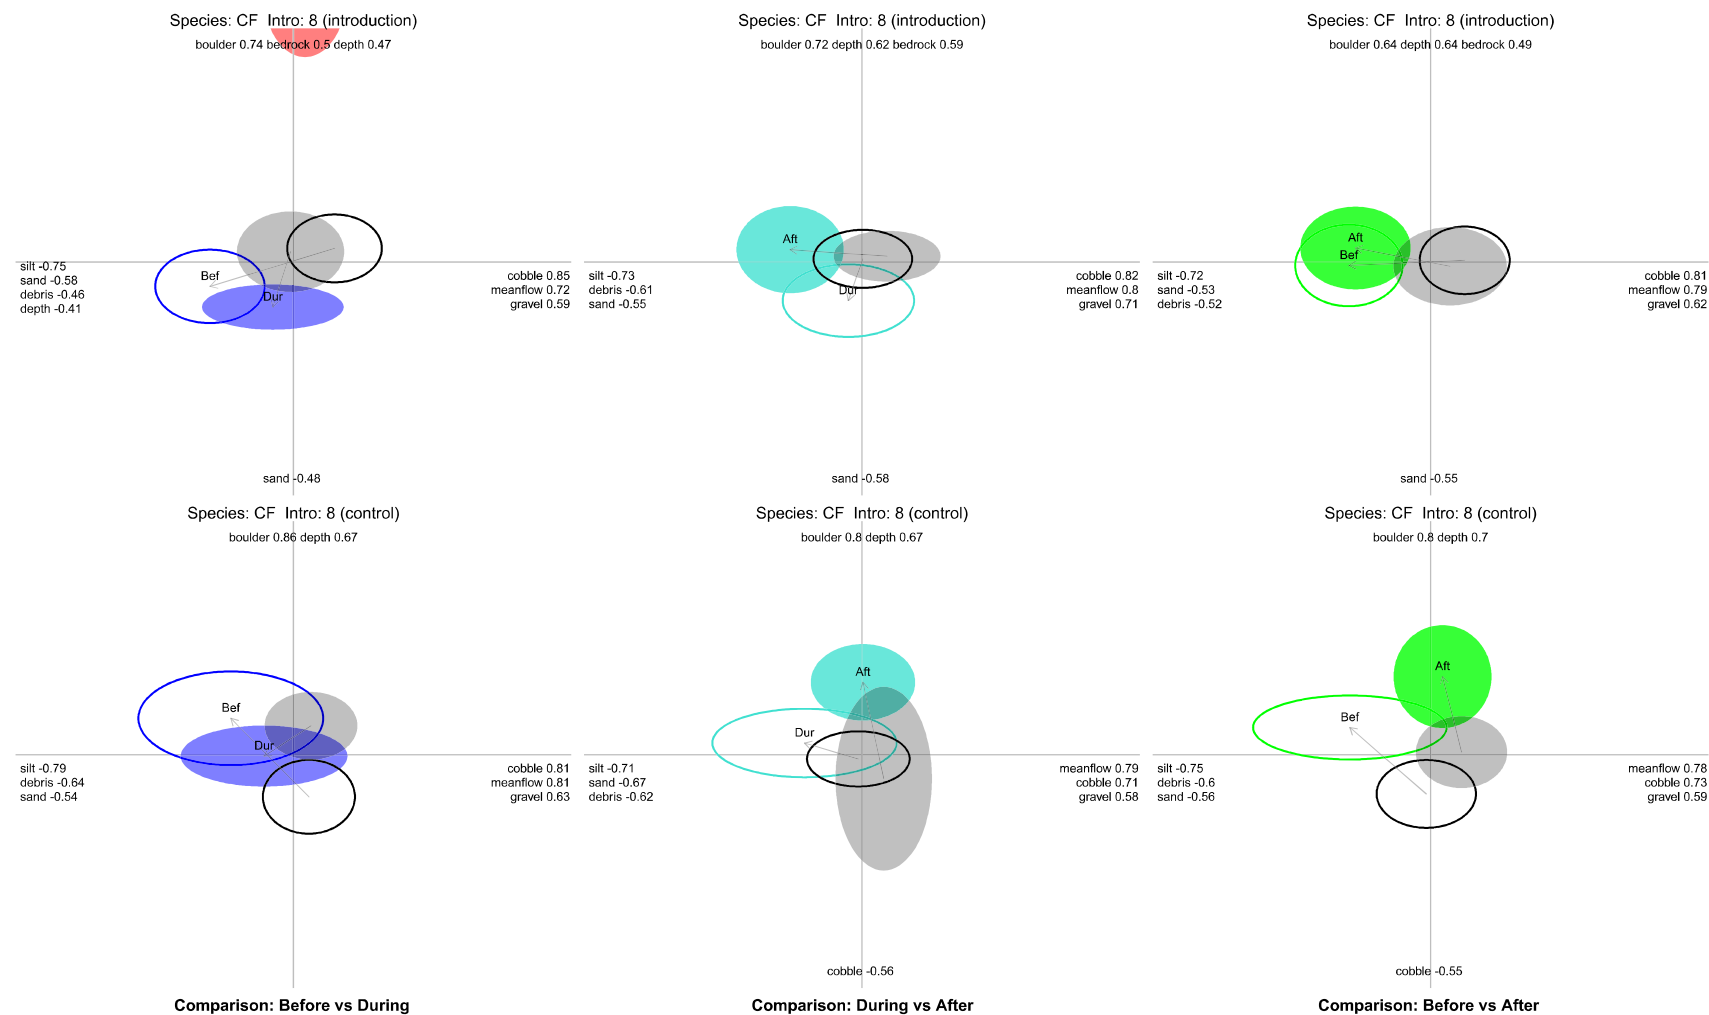 Species: CF  Intro: 8 (introduction)
boulder 0.74 bedrock 0.5 depth 0.47
Bef
Dur
silt -0.75
sand -0.58
debris -0.46
depth -0.41
cobble 0.85
meanflow 0.72
gravel 0.59
sand -0.48
Species: CF  Intro: 8 (introduction)
boulder 0.72 depth 0.62 bedrock 0.59
Aft
Dur
silt -0.73
debris -0.61
sand -0.55
cobble 0.82
meanflow 0.8
gravel 0.71
sand -0.58
Species: CF  Intro: 8 (introduction)
boulder 0.64 depth 0.64 bedrock 0.49
Aft
Bef
silt -0.72
sand -0.53
debris -0.52
cobble 0.81
meanflow 0.79
gravel 0.62
sand -0.55
Species: CF  Intro: 8 (control)
boulder 0.86 depth 0.67
Bef
Dur
silt -0.79
debris -0.64
sand -0.54
cobble 0.81
meanflow 0.81
gravel 0.63
Comparison: Before vs During
Species: CF  Intro: 8 (control)
boulder 0.8 depth 0.67
Aft
Dur
silt -0.71
sand -0.67
debris -0.62
meanflow 0.79
cobble 0.71
gravel 0.58
cobble -0.56
Comparison: During vs After
Species: CF  Intro: 8 (control)
boulder 0.8 depth 0.7
Aft
Bef
silt -0.75
debris -0.6
sand -0.56
meanflow 0.78
cobble 0.73
gravel 0.59
cobble -0.55
Comparison: Before vs After